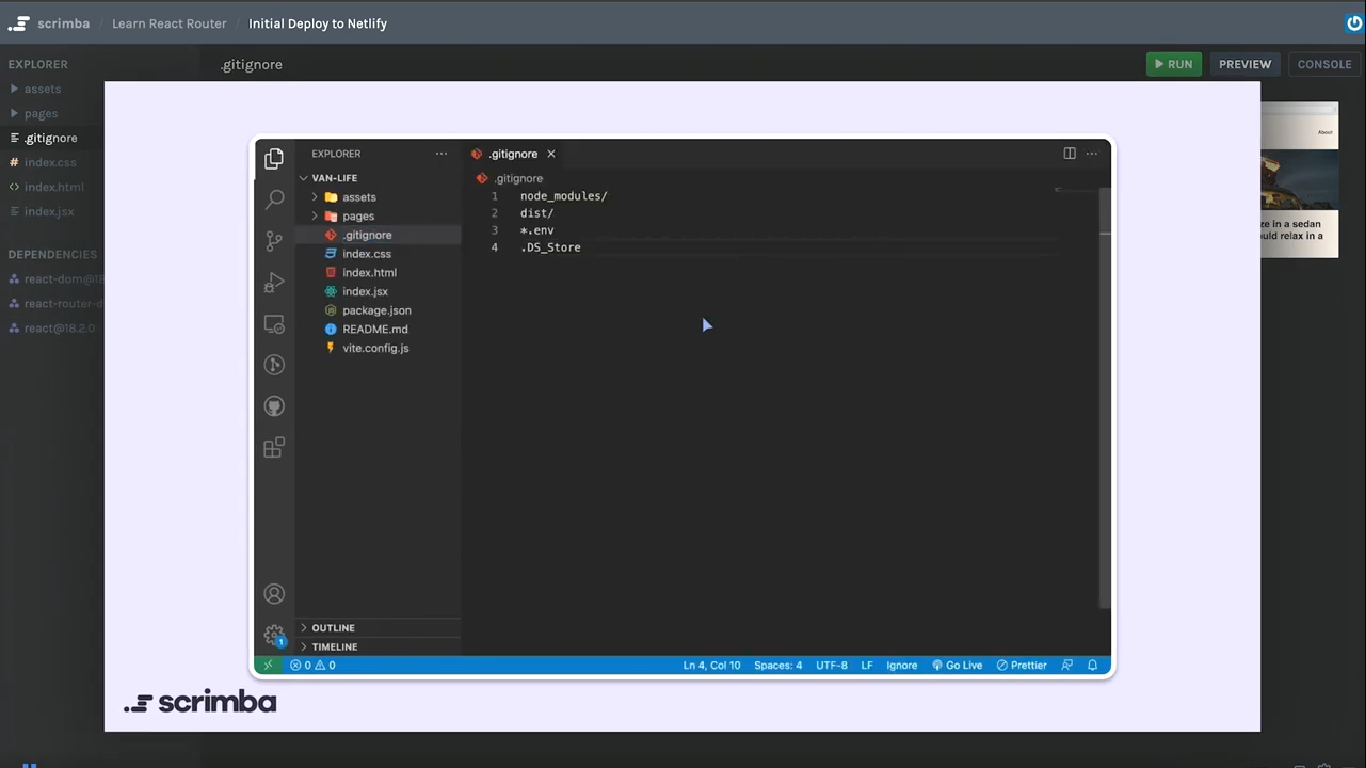 scrimba / Learn React Router / Initial Deploy to Netlify
EXPLORER
.gitignore
RUN
PREVIEW
CONSOLE
assets
pages
.gitignore
index.css
index.html
index.jsx
DEPENDENCIES
react-dom@18
react-router-d
react@18.2.0
EXPLORER
VAN-LIFE
assets
pages
.gitignore
index.css
index.html
index.jsx
package.json
README.md
vite.config.js
OUTLINE
TIMELINE
.gitignore
.gitignore
1 node_modules/
2 dist/
3 *.env
4 .DS_Store
0 0
Ln 4, Col 10
Spaces: 4
UTF-8
LF
Ignore
Go Live
Prettier
1
scrimba
About
ze in a sedan
uld relax in a